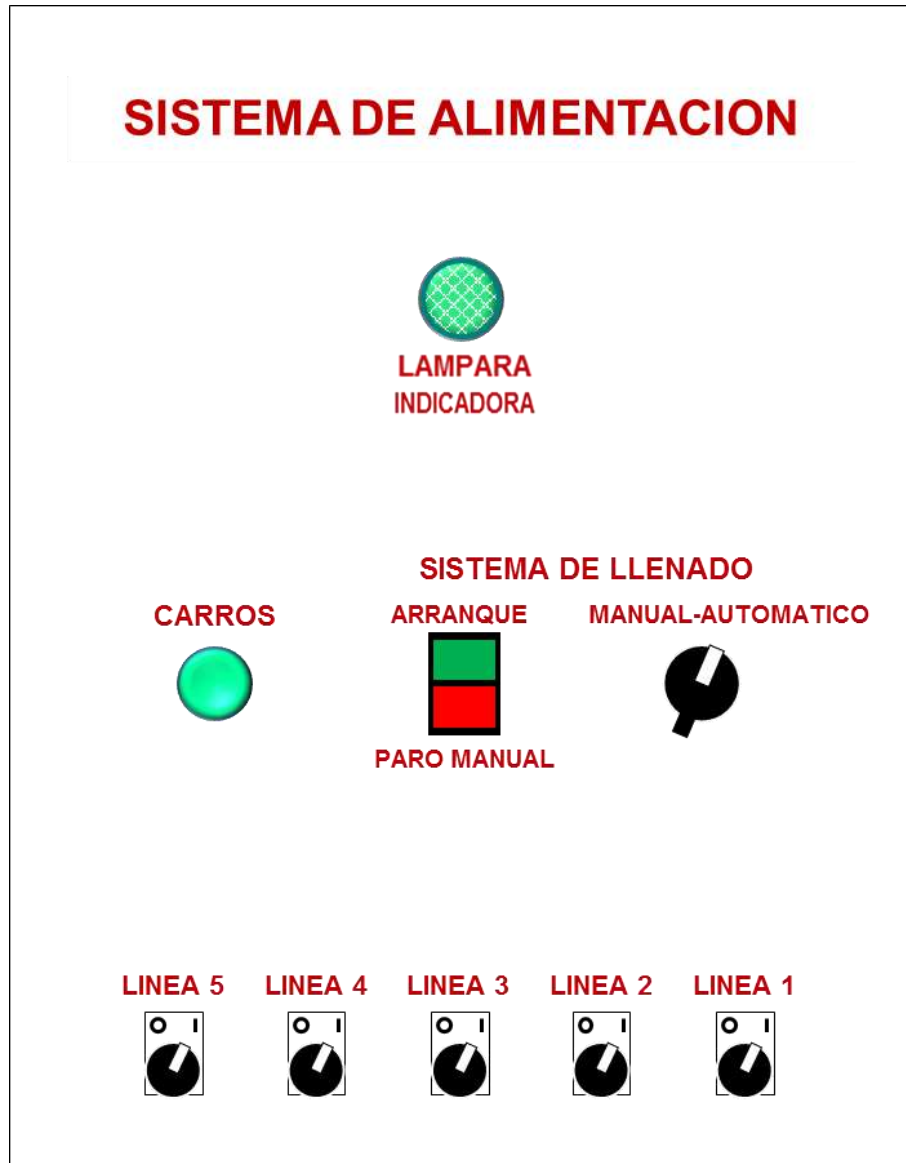 SISTEMA DE ALIMENTACION
LAMPARA
INDICADORA
SISTEMA DE LLENADO
CARROS
ARRANQUE
MANUAL-AUTOMATICO
PARO MANUAL
LINEA 5
LINEA 4
LINEA 3
LINEA 2
LINEA 1
O I
O I
O I
O I
O I